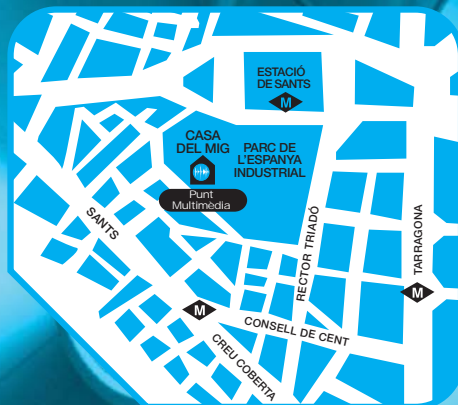 ESTACIÓ
DE SANTS
M
CASA
DEL MIG
PARC DE
L'ESPANYA
INDUSTRIAL
Punt
Multimèdia
SANTS
RECTOR TRIADÓ
TARRAGONA
M
M
CONSELL DE CENT
CREU COBERTA